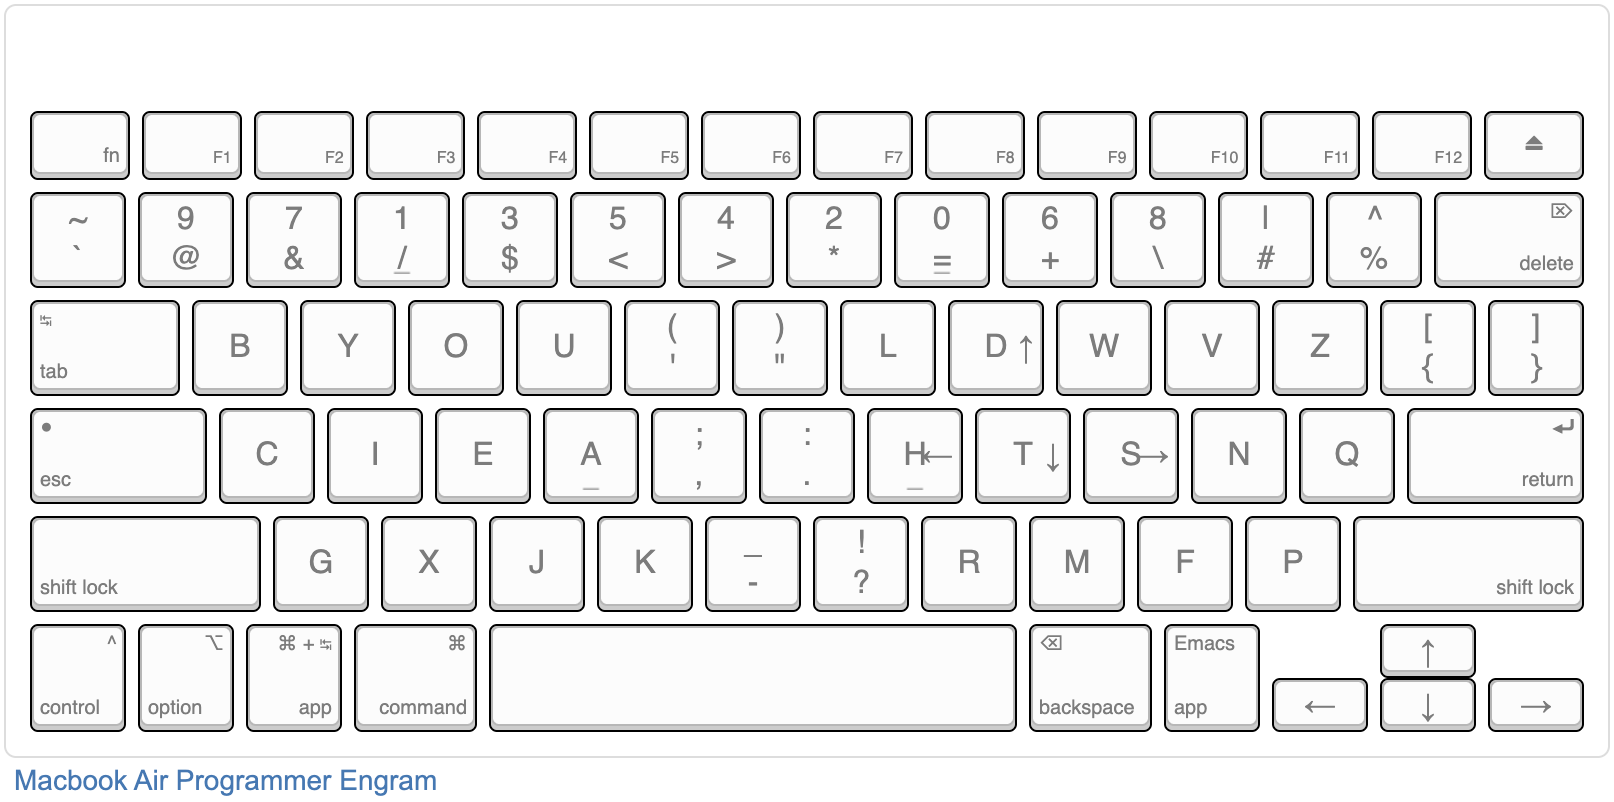 fn F1 F2 F3 F4 F5 F6 F7 F8 F9 F10 F11 F12 ⏏
~ 9 7 1 3 5 4 2 0 6 8 | ^ ⌦
` @ & / $ < > * = + \ # % delete
↹ ( ) [ ]
B Y O U L D ↑ W V Z
tab ' " { }
• ; : ↵
C I E A H← T ↓ S→ N Q
esc _ , . _ return
_ !
G X J K R M F P
shift lock - ? shift lock
^ ⌥ ⌘ + ↹ ⌘ ⌫ Emacs ↑
control option app command backspace app ← ↓ →
Macbook Air Programmer Engram